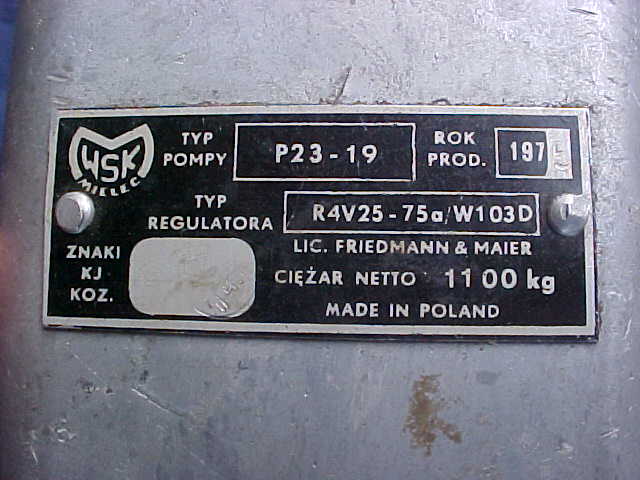 WSK
MIELEC
TYP POMPY P23-19
ROK PROD. 197
TYP REGULATORA R4V25-75a/W103D
ZNAKI KJ KOZ.
LIC. FRIEDMANN & MAIER
CIĘŻAR NETTO 11 00 kg
MADE IN POLAND